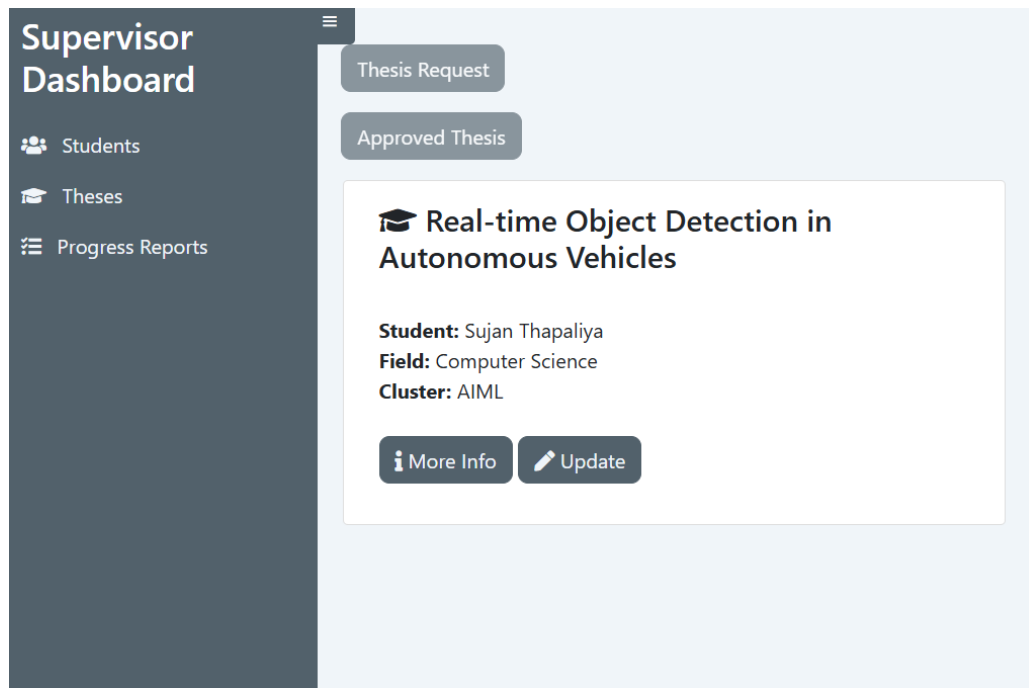 Supervisor
Dashboard
Students
Theses
Progress Reports
Thesis Request
Approved Thesis
Real-time Object Detection in
Autonomous Vehicles
Student: Sujan Thapaliya
Field: Computer Science
Cluster: AIML
More Info
Update